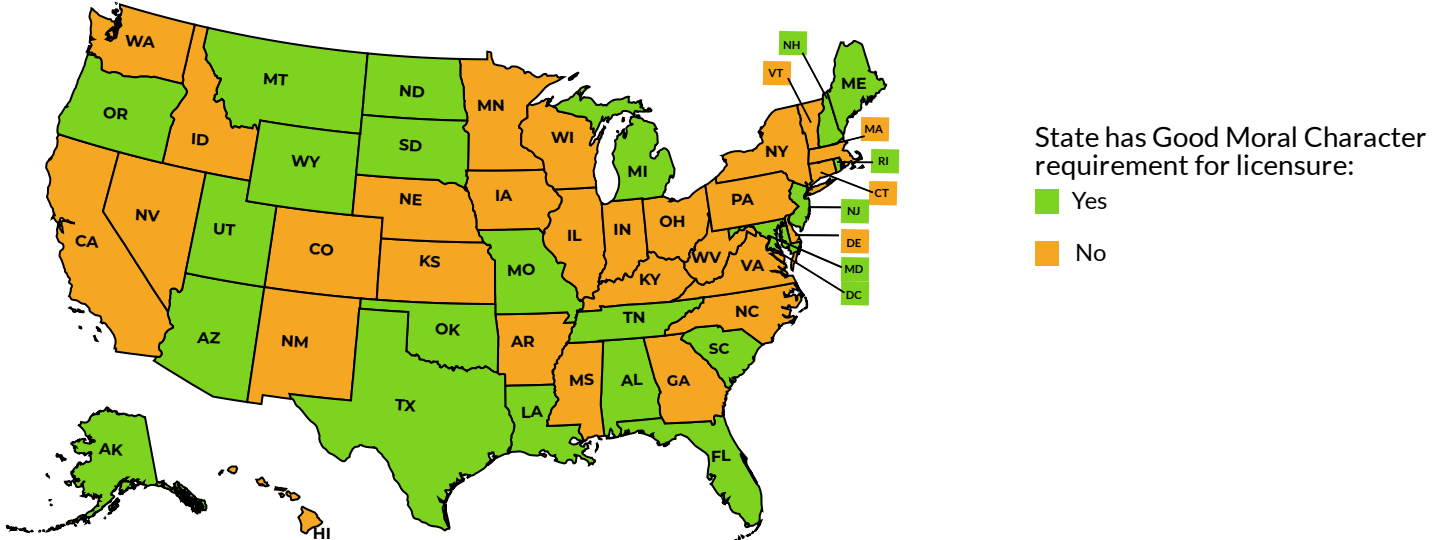 WA
MT
ND
MN
OR
ID
WY
SD
WI
MI
NY
ME
NH
VT
MA
RI
CT
NJ
DE
MD
DC
NV
CA
UT
CO
NE
KS
IA
IL
IN
OH
PA
WV
VA
KY
MO
AZ
NM
OK
AR
TN
NC
SC
MS
AL
GA
TX
LA
FL
AK
HI
State has Good Moral Character
requirement for licensure:
Yes
No